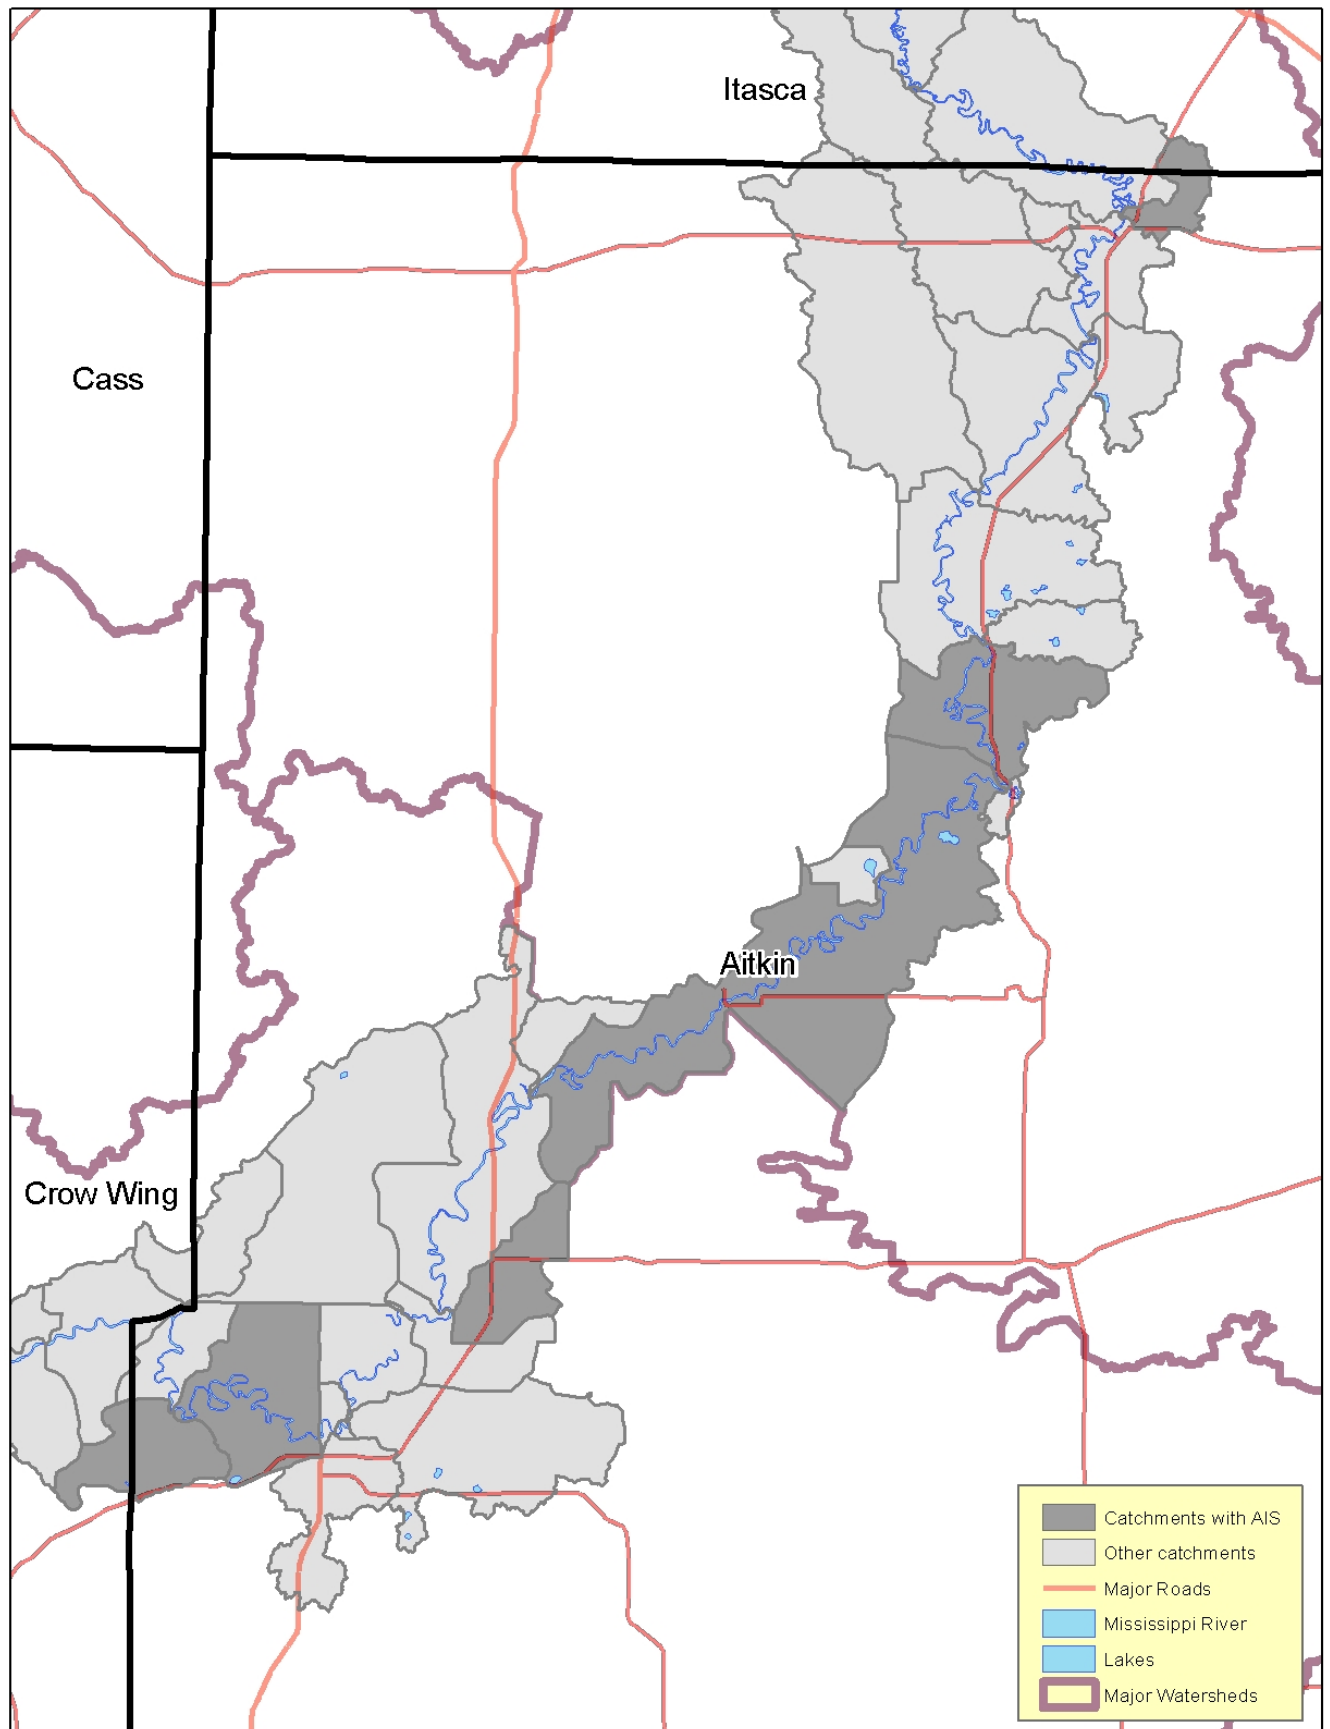 Itasca
Cass
Aitkin
Crow Wing
Catchments with AIS
Other catchments
Major Roads
Mississippi River
Lakes
Major Watersheds